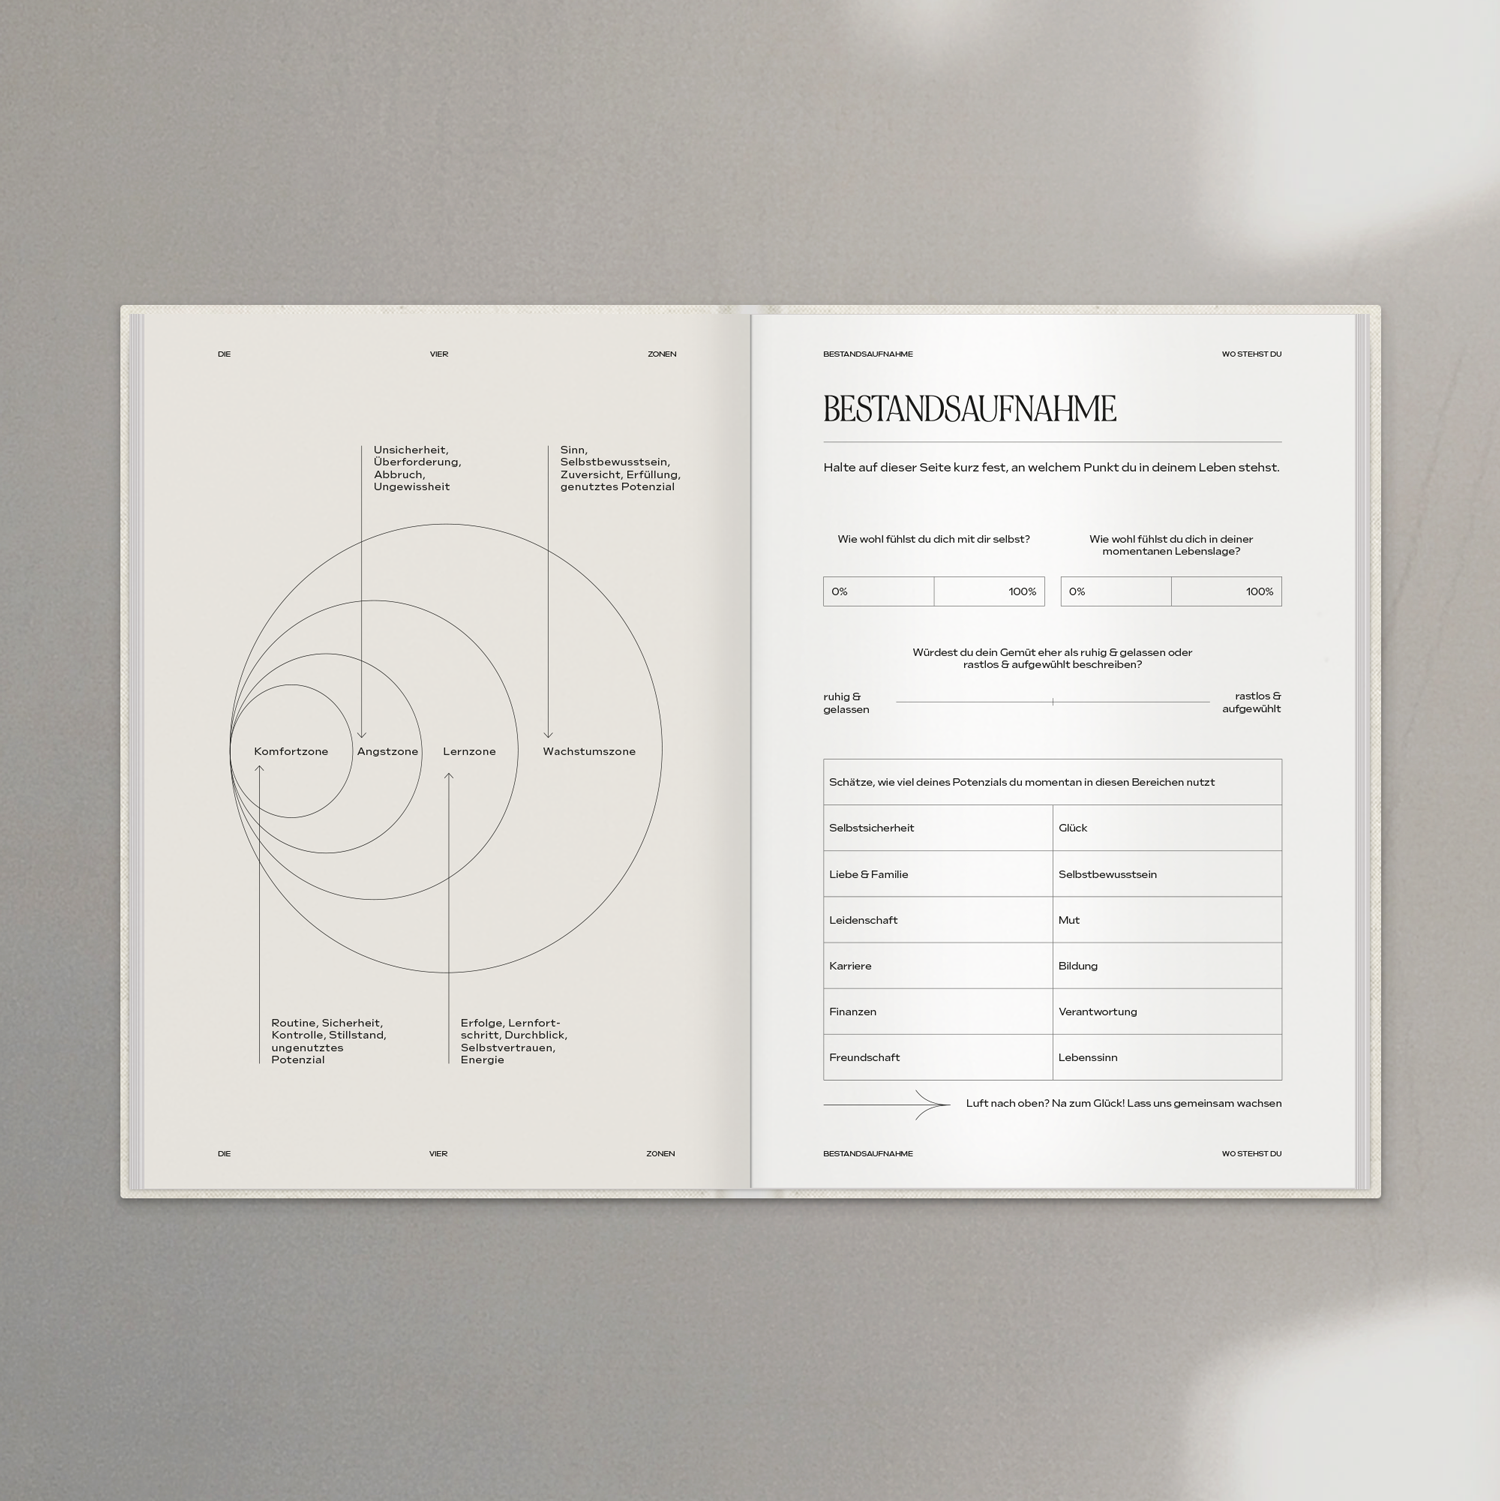 DIE VIER ZONEN
Unsicherheit,
Überforderung,
Abbruch,
Ungewissheit
Sinn,
Selbstbewusstsein,
Zuversicht, Erfüllung,
genutztes Potenzial
Komfortzone
Angstzone
Lernzone
Wachstumszone
Routine, Sicherheit,
Kontrolle, Stillstand,
ungenutztes
Potenzial
Erfolge, Lernfort-
schritt, Durchblick,
Selbstvertrauen,
Energie
DIE VIER ZONEN
BESTANDSAUFNAHME WO STEHST DU
BESTANDSAUFNAHME
Halte auf dieser Seite kurz fest, an welchem Punkt du in deinem Leben stehst.
Wie wohl fühlst du dich mit dir selbst?
0% 100%
Wie wohl fühlst du dich in deiner
momentanen Lebenslage?
0% 100%
Würdest du dein Gemüt eher als ruhig & gelassen oder
rastlos & aufgewühlt beschreiben?
ruhig &
gelassen
rastlos &
aufgewühlt
Schätze, wie viel deines Potenzials du momentan in diesen Bereichen nutzt
Selbstsicherheit Glück
Liebe & Familie Selbstbewusstsein
Leidenschaft Mut
Karriere Bildung
Finanzen Verantwortung
Freundschaft Lebenssinn
Luft nach oben? Na zum Glück! Lass uns gemeinsam wachsen
BESTANDSAUFNAHME WO STEHST DU